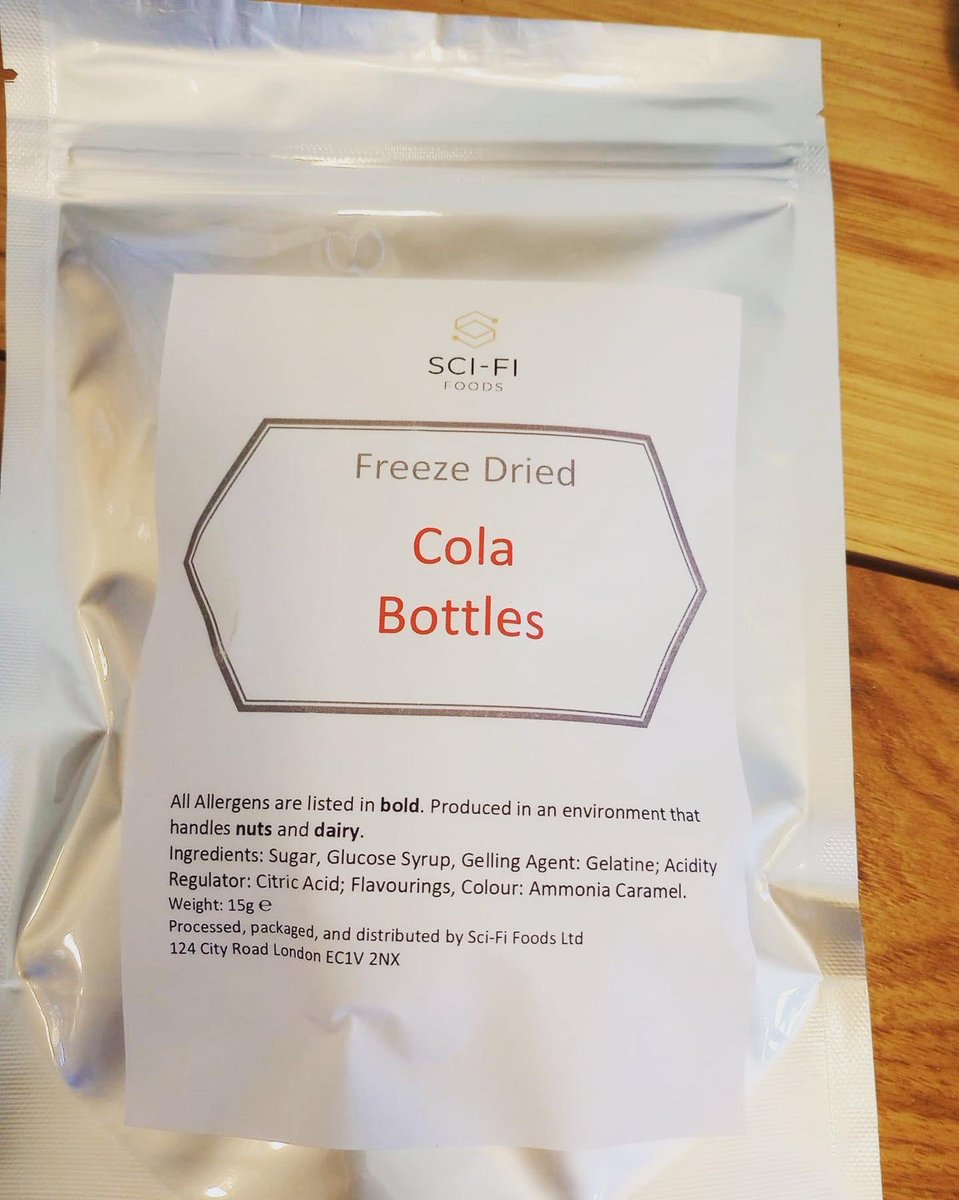 SCI-FI
FOODS
Freeze Dried
Cola
Bottles
All Allergens are listed in bold. Produced in an environment that
handles nuts and dairy.
Ingredients: Sugar, Glucose Syrup, Gelling Agent: Gelatine; Acidity
Regulator: Citric Acid; Flavourings, Colour: Ammonia Caramel.
Weight: 15g ℮
Processed, packaged, and distributed by Sci-Fi Foods Ltd
124 City Road London EC1V 2NX